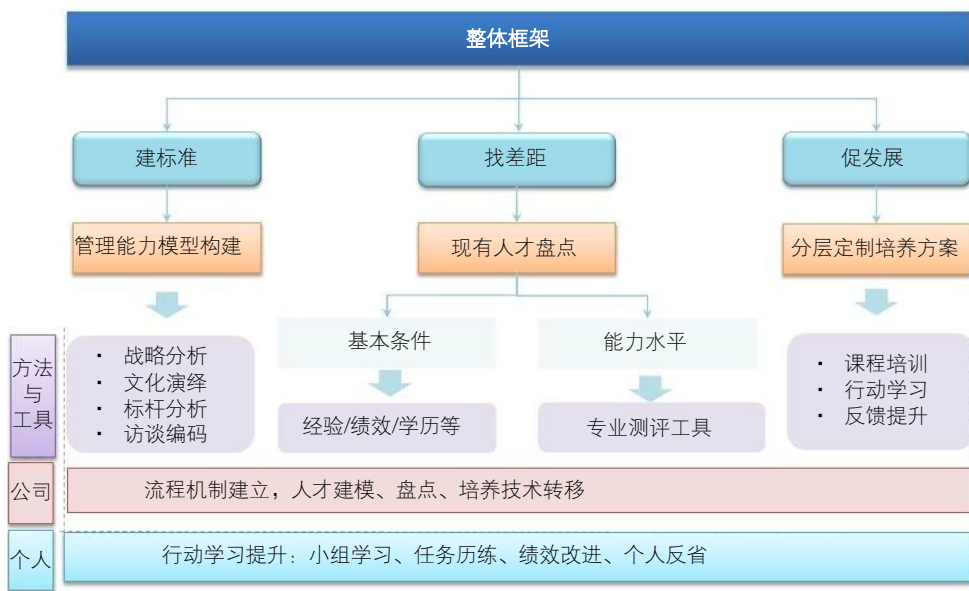 整体框架
建标准
找差距
促发展
管理能力模型构建
现有人才盘点
分层定制培养方案
方法
与
工具
· 战略分析
· 文化演绎
· 标杆分析
· 访谈编码
基本条件
能力水平
经验/绩效/学历等
专业测评工具
· 课程培训
· 行动学习
· 反馈提升
公司
流程机制建立，人才建模、盘点、培养技术转移
个人
行动学习提升：小组学习、任务历练、绩效改进、个人反省